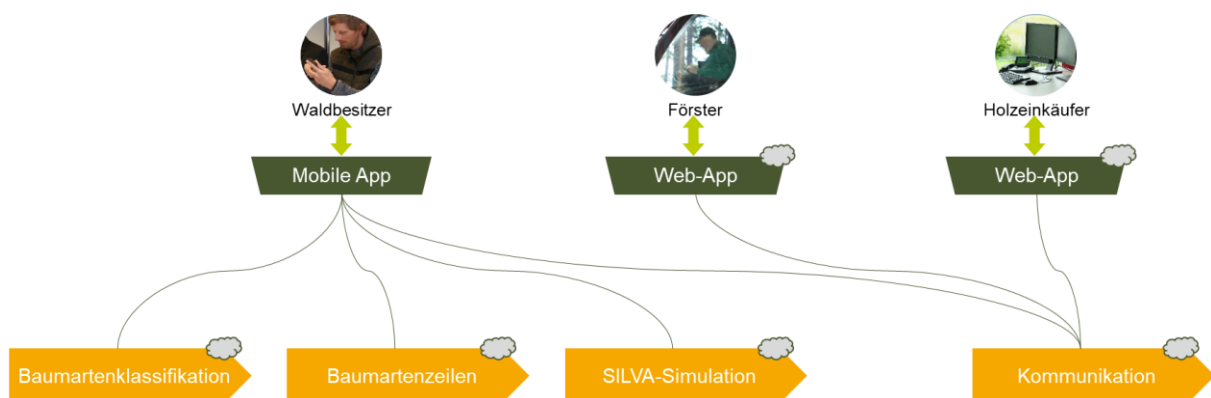 Waldbesitzer
Förster
Holzeinkäufer
Mobile App
Web-App
Web-App
Baumartenklassifikation
Baumartenzeilen
SILVA-Simulation
Kommunikation